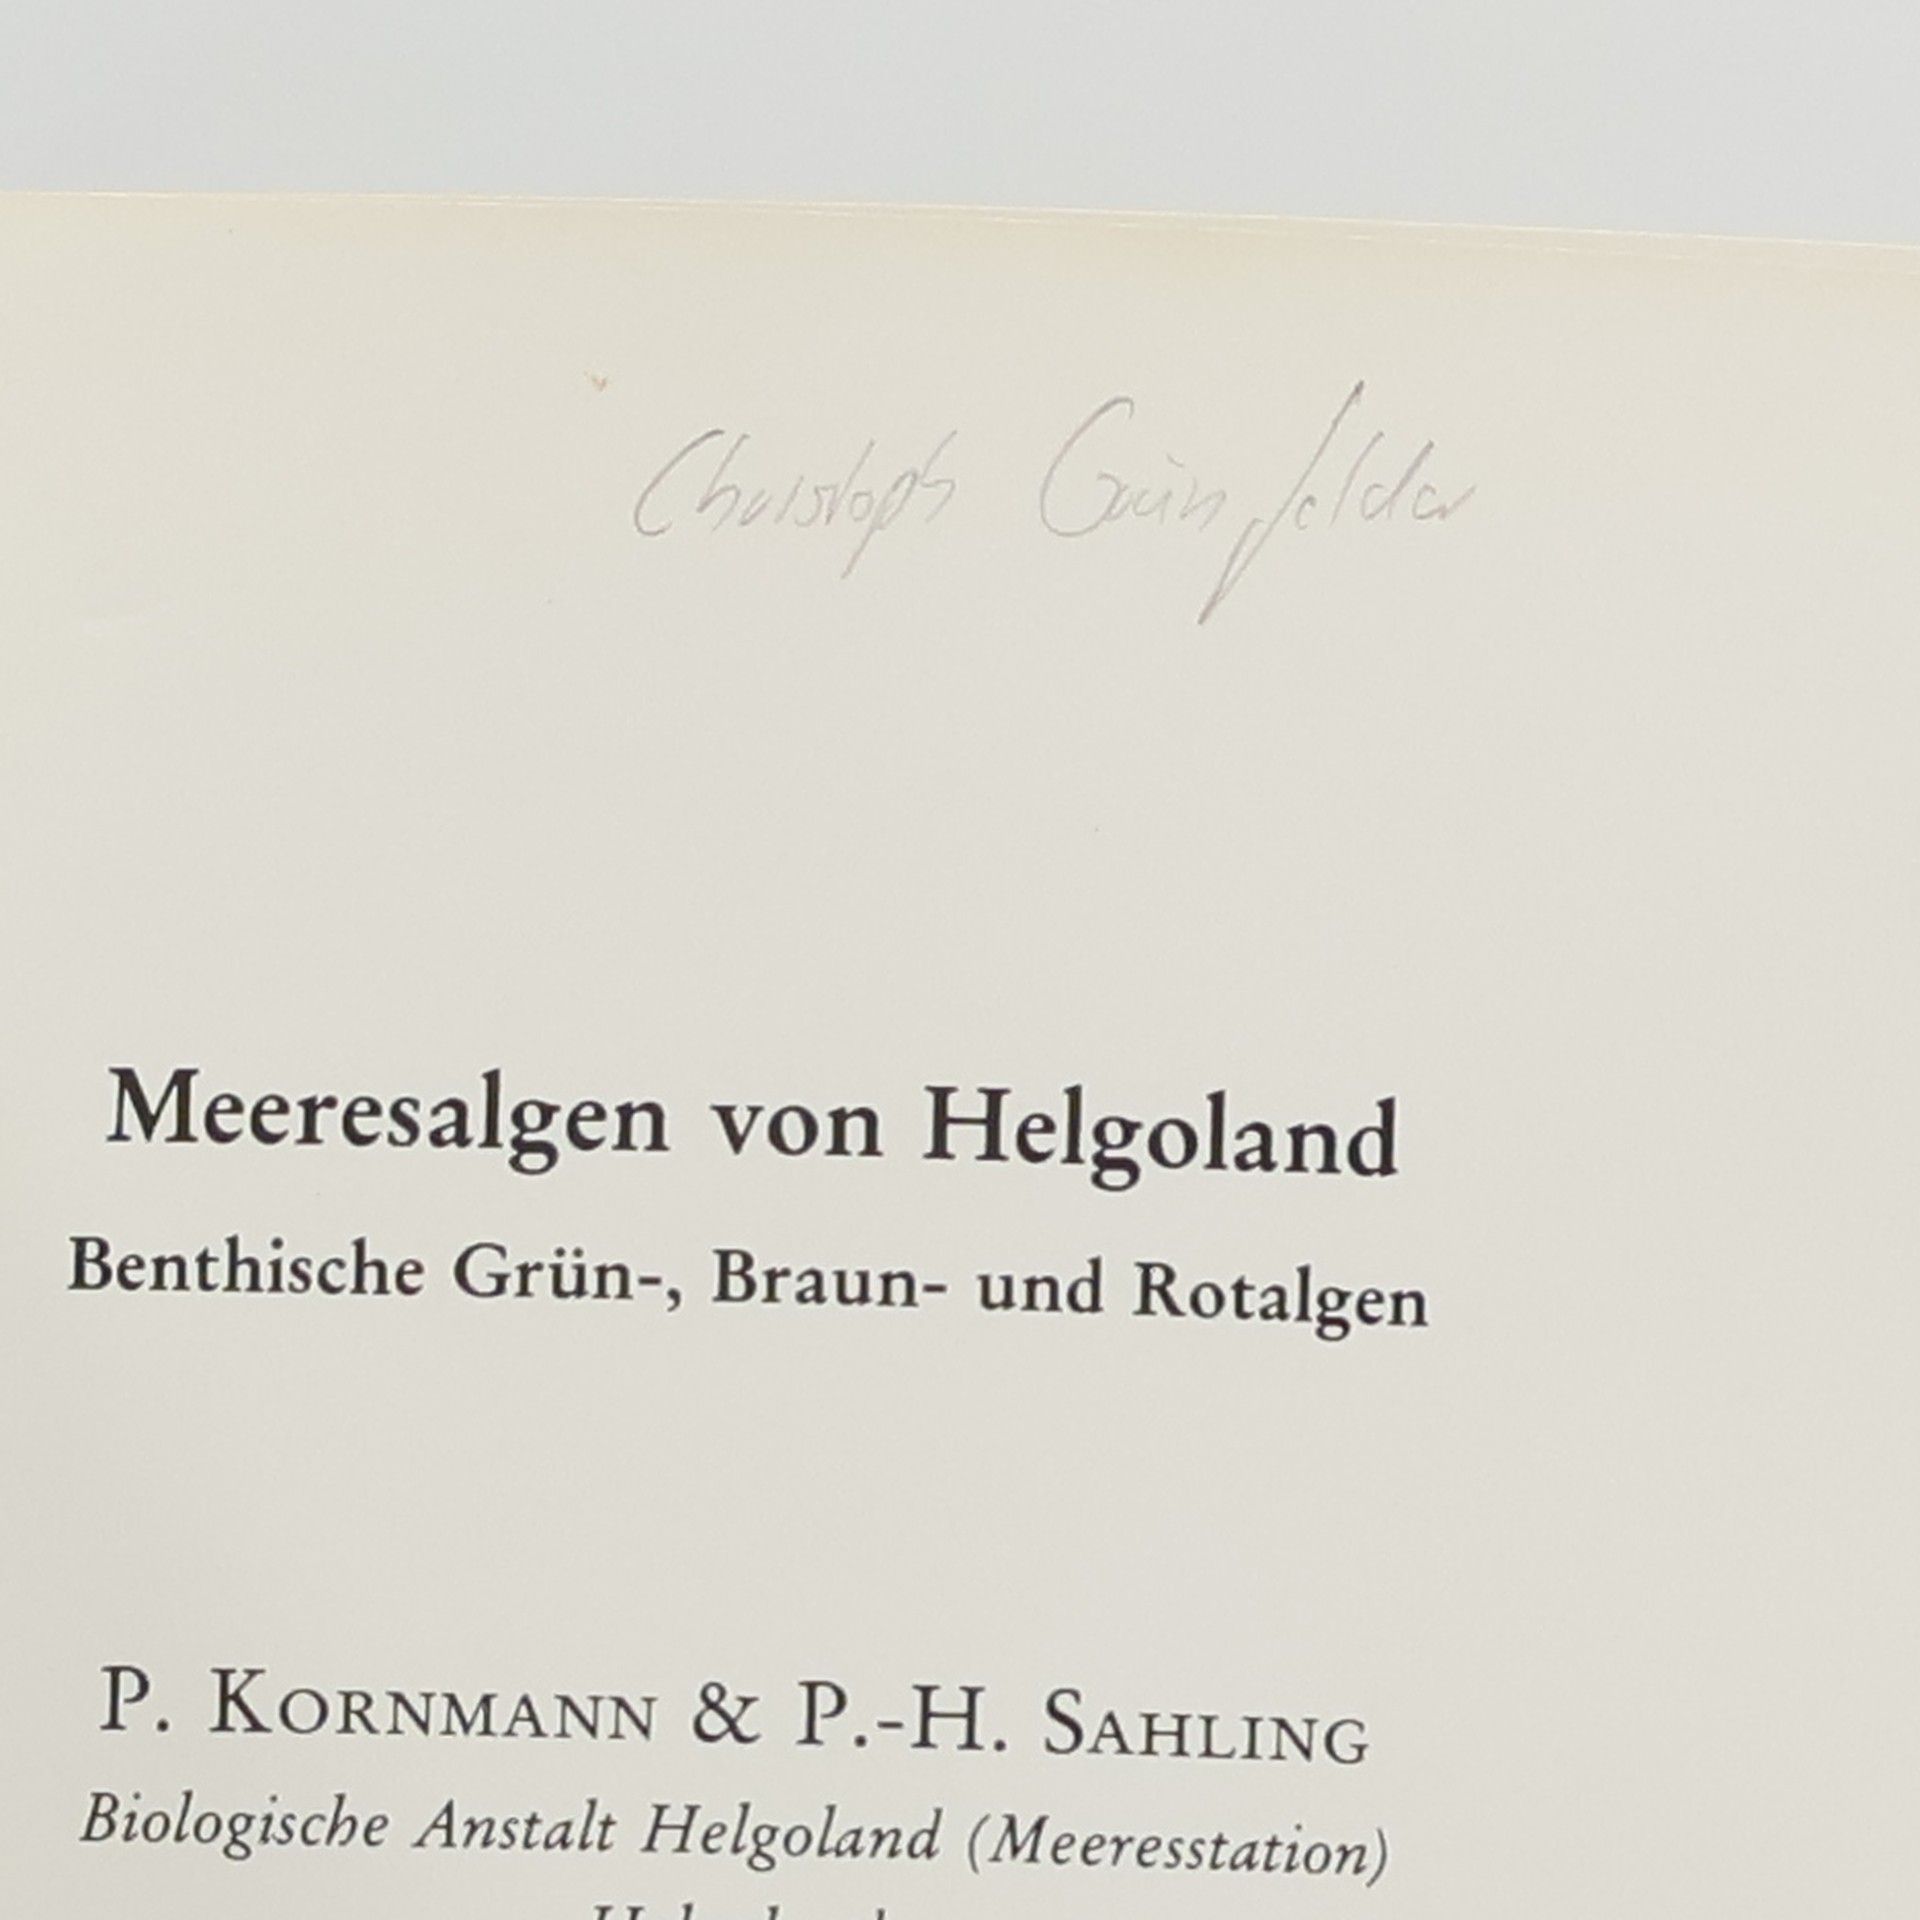 Christoph Grünfelder
Meeresalgen von Helgoland
Benthische Grün-, Braun- und Rotalgen
P. KORNMANN & P.-H. SAHLING
Biologische Anstalt Helgoland (Meeresstation)